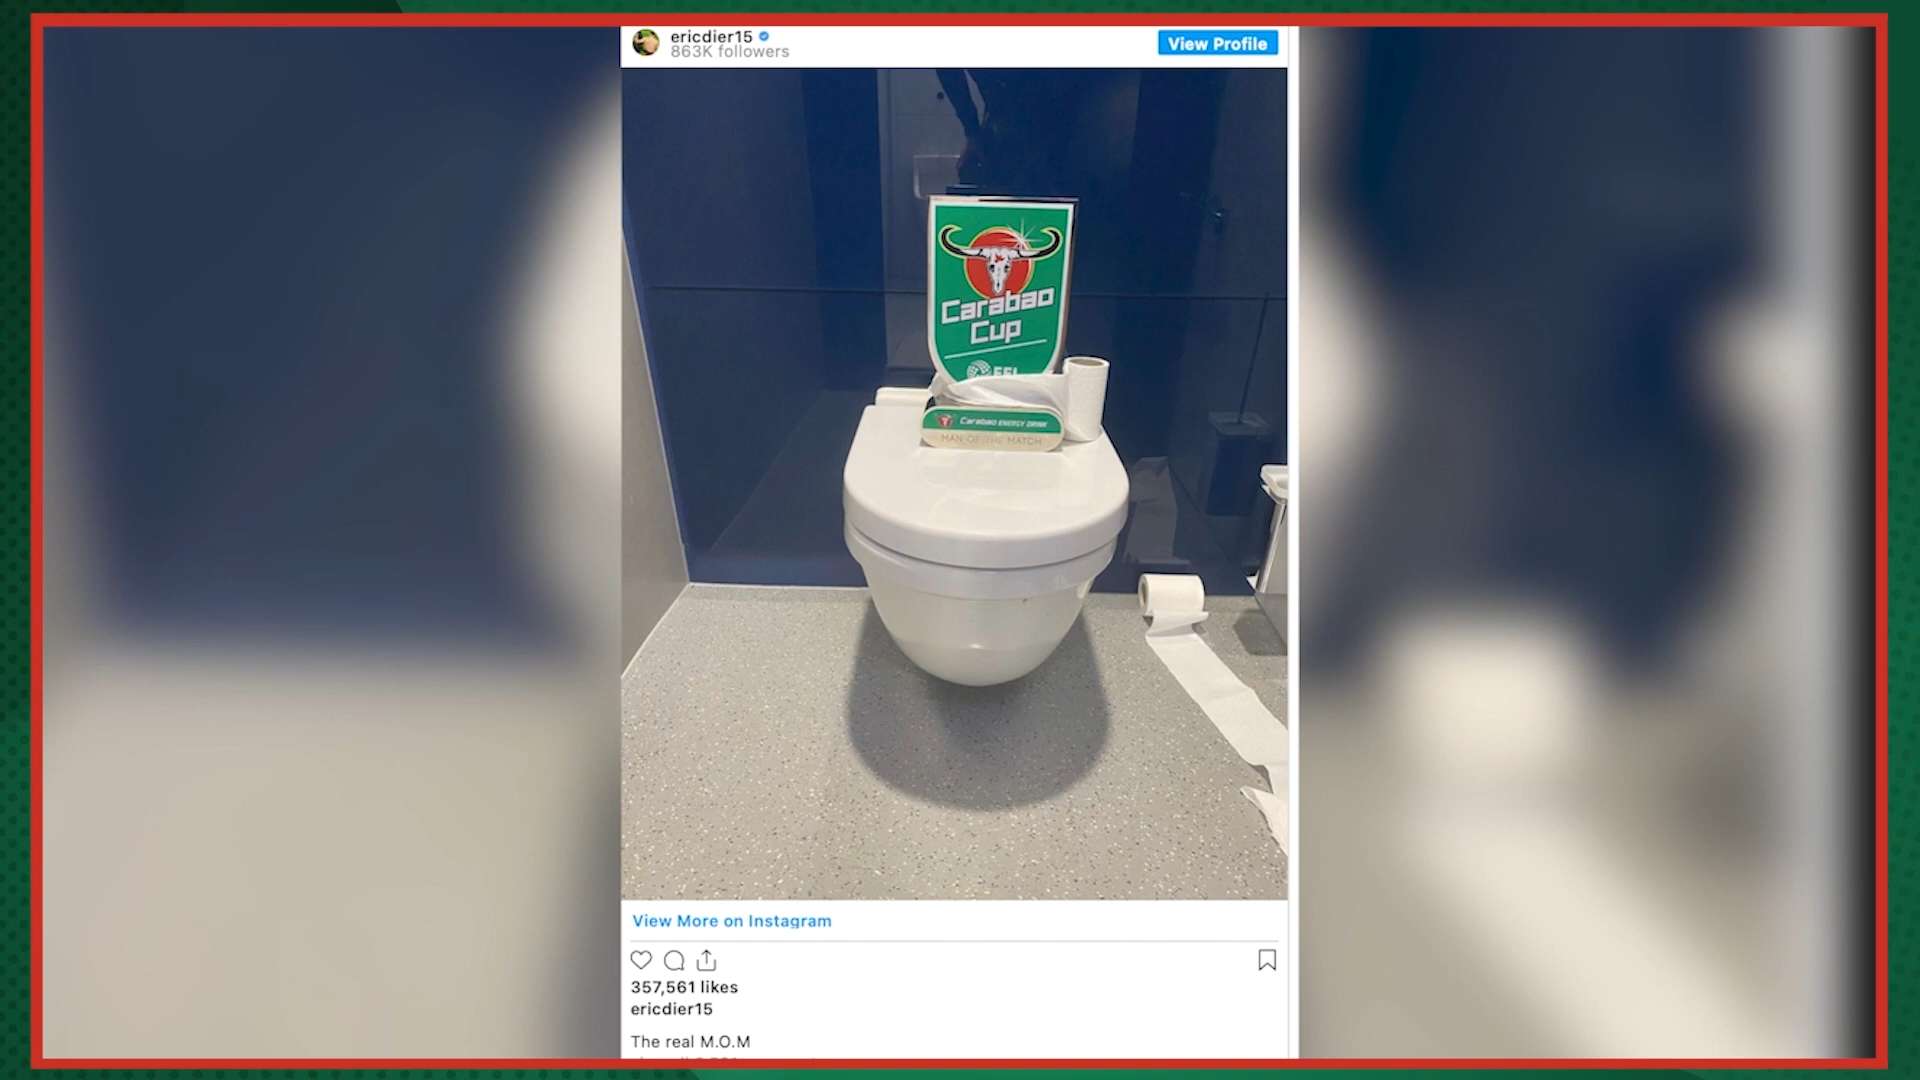 ericdier15
863K followers
View Profile
Carabao
Cup
EFL
Carabao ENERGY DRINK
MAN OF THE MATCH
View More on Instagram
357,561 likes
ericdier15
The real M.O.M